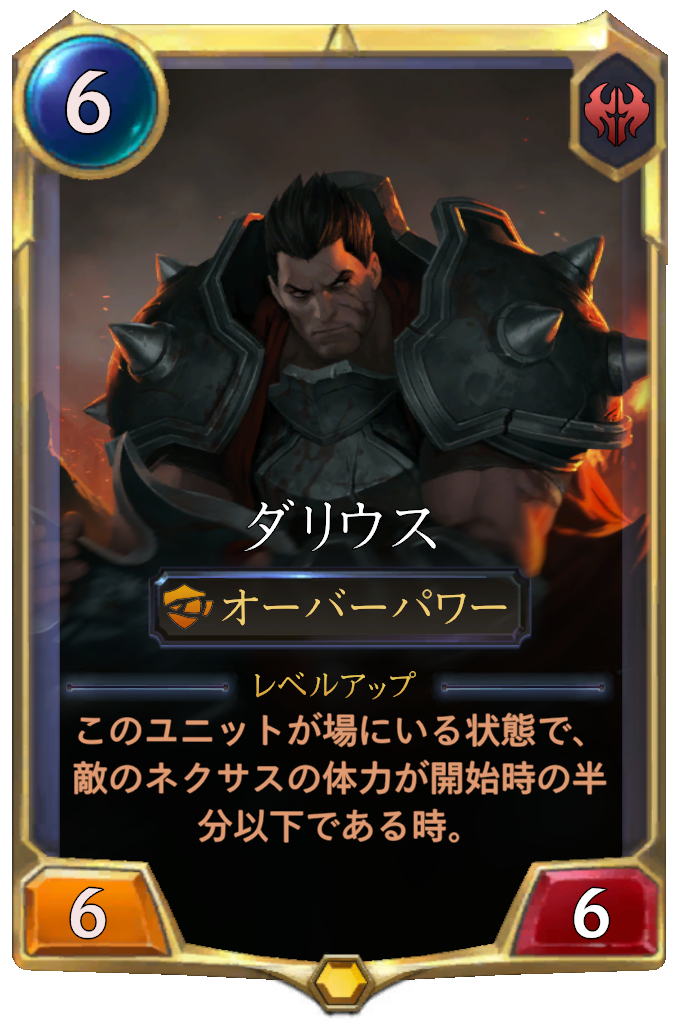 6
ダリウス
オーバーパワー
レベルアップ
このユニットが場にいる状態で、
敵のネクサスの体力が開始時の半
分以下である時。
6
6